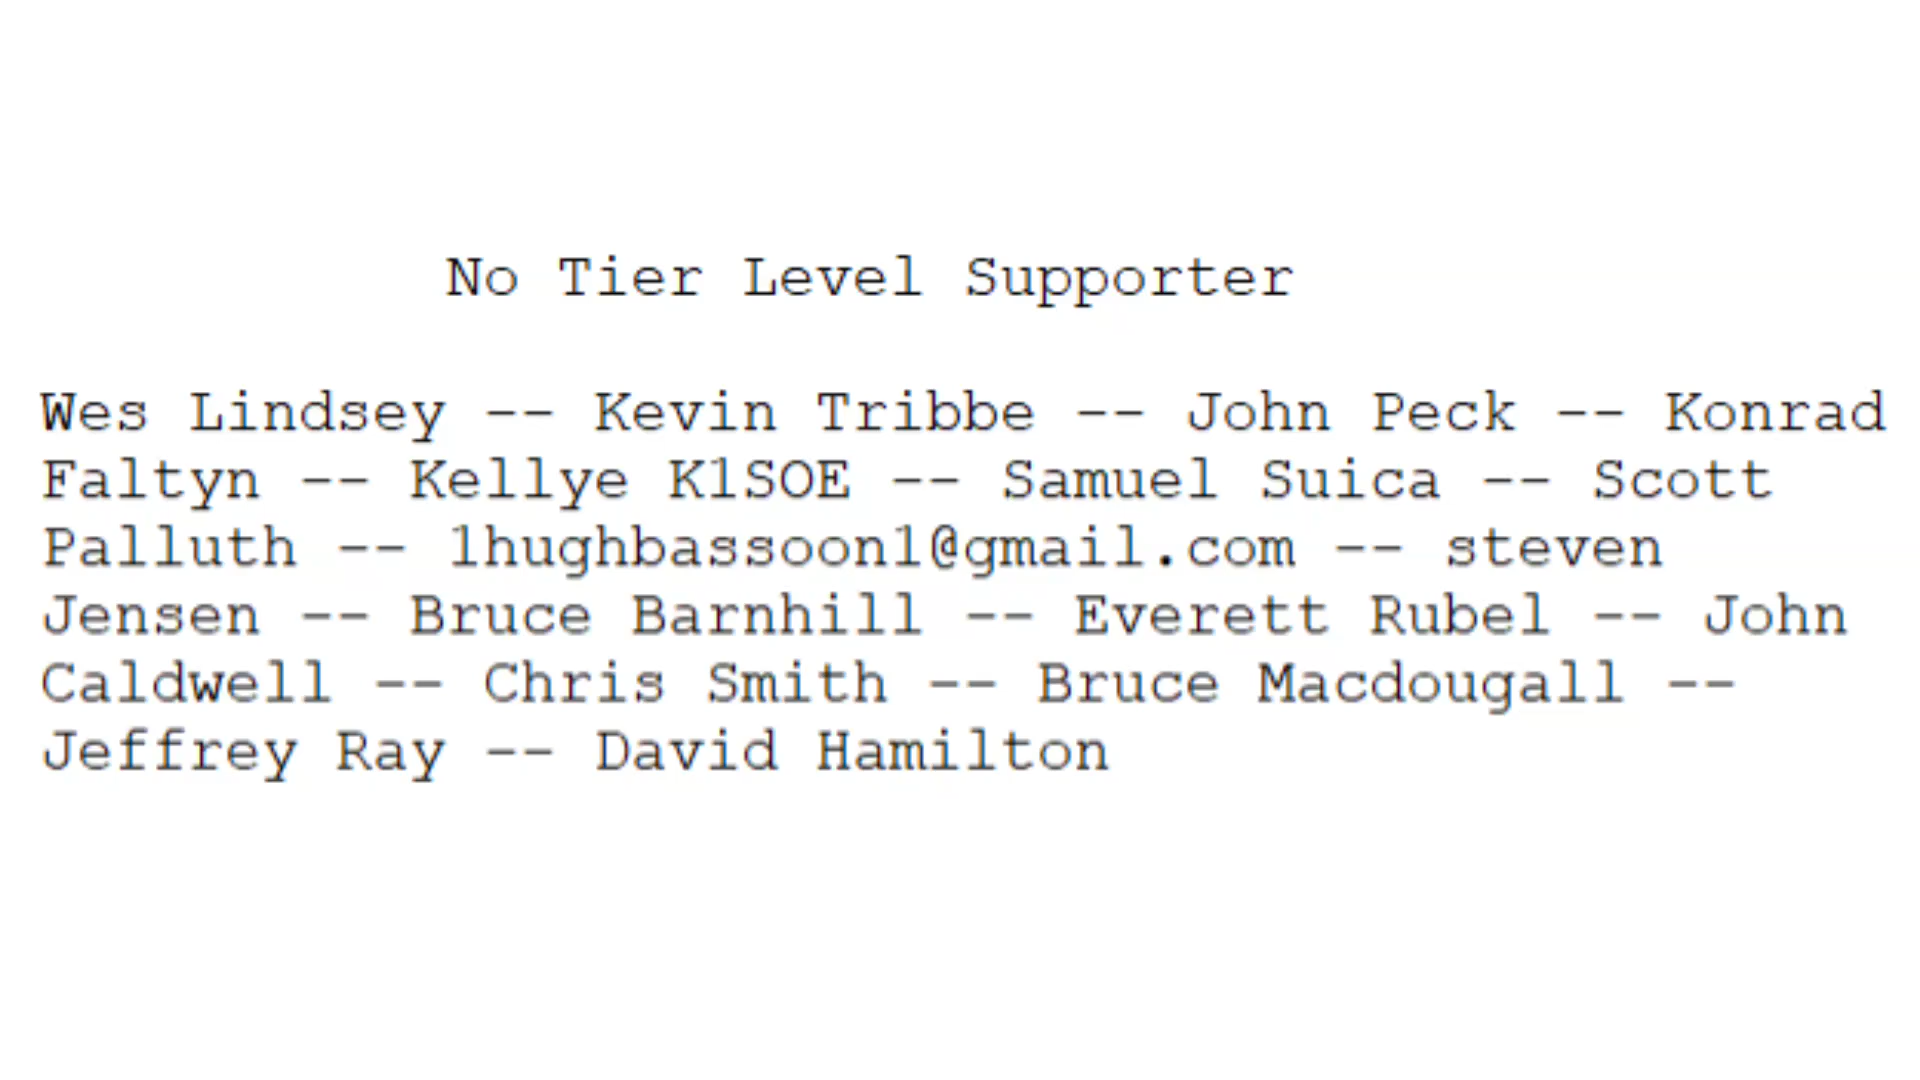 No Tier Level Supporter
Wes Lindsey -- Kevin Tribbe -- John Peck -- Konrad
Faltyn -- Kellye K1SOE -- Samuel Suica -- Scott
Palluth -- 1hughbassoon1@gmail.com -- steven
Jensen -- Bruce Barnhill -- Everett Rubel -- John
Caldwell -- Chris Smith -- Bruce Macdougall --
Jeffrey Ray -- David Hamilton